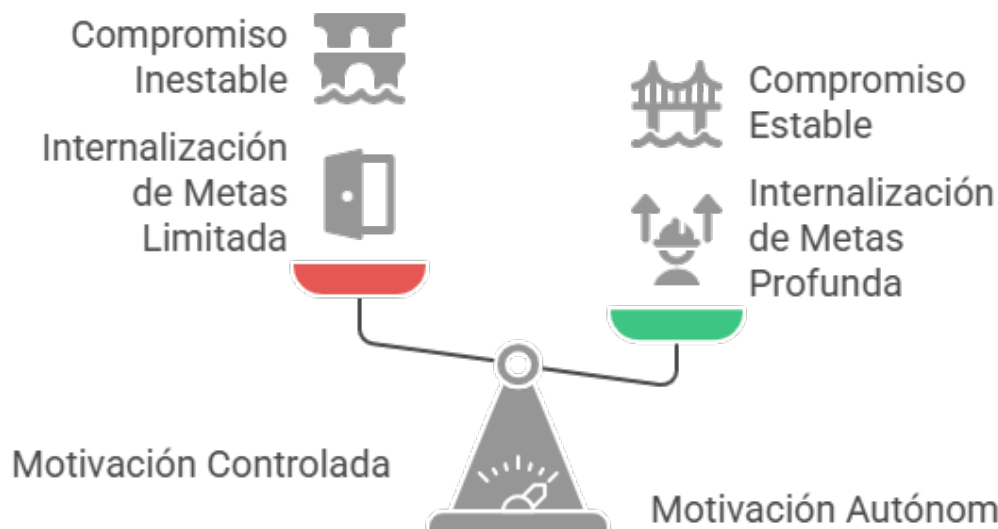 Compromiso
Inestable
Internalización
de Metas
Limitada
Compromiso
Estable
Internalización
de Metas
Profunda
Motivación Controlada
Motivación Autónom